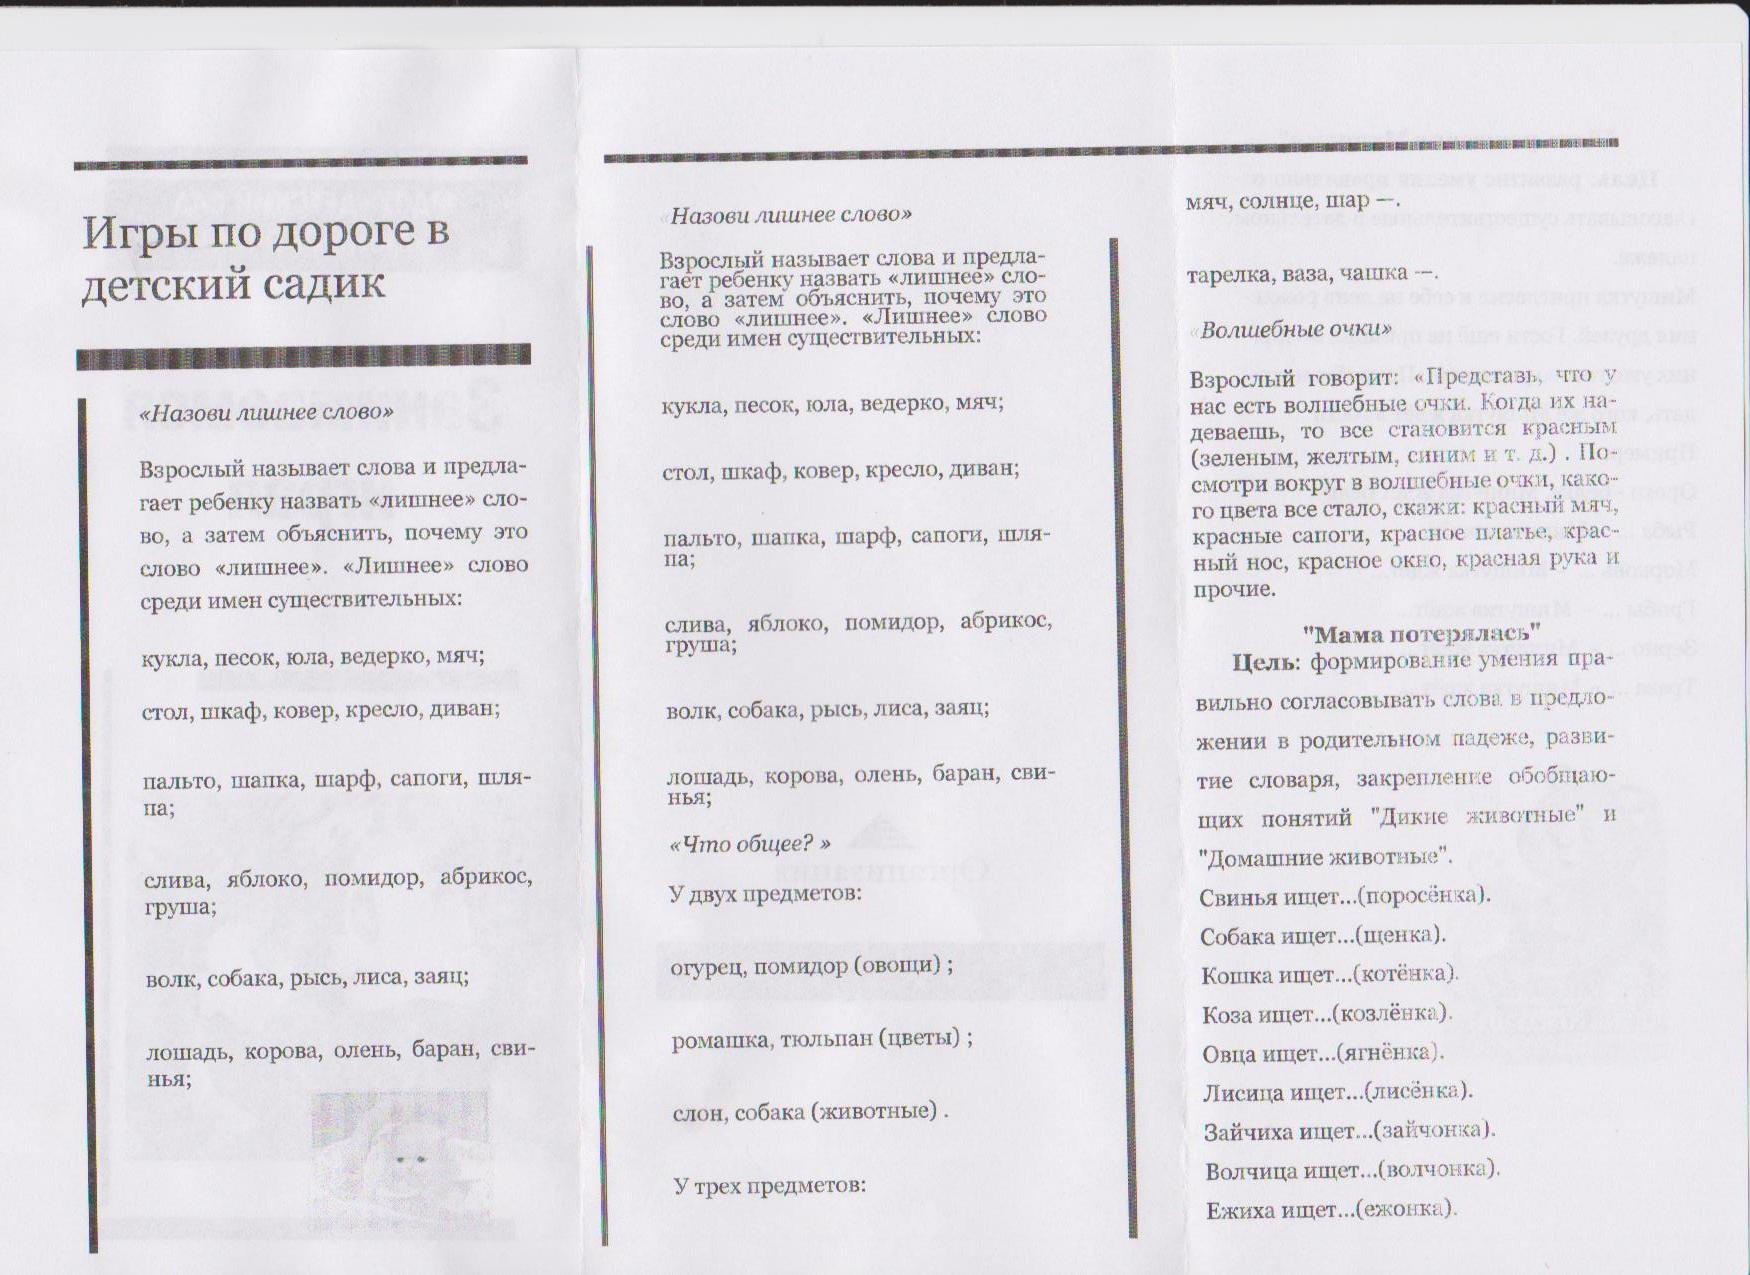 Игры по дороге в
детский садик
«Назови лишнее слово»
Взрослый называет слова и предла-
гает ребенку назвать «лишнее» сло-
во, а затем объяснить, почему это
слово «лишнее». «Лишнее» слово
среди имен существительных:
кукла, песок, юла, ведерко, мяч;
стол, шкаф, ковер, кресло, диван;
пальто, шапка, шарф, сапоги, шля-
па;
слива, яблоко, помидор, абрикос,
груша;
волк, собака, рысь, лиса, заяц;
лошадь, корова, олень, баран, сви-
нья;
«Назови лишнее слово»
Взрослый называет слова и предла-
гает ребенку назвать «лишнее» сло-
во, а затем объяснить, почему это
слово «лишнее». «Лишнее» слово
среди имен существительных:
кукла, песок, юла, ведерко, мяч;
стол, шкаф, ковер, кресло, диван;
пальто, шапка, шарф, сапоги, шля-
па;
слива, яблоко, помидор, абрикос,
груша;
волк, собака, рысь, лиса, заяц;
лошадь, корова, олень, баран, сви-
нья;
«Что общее? »
У двух предметов:
огурец, помидор (овощи) ;
ромашка, тюльпан (цветы) ;
слон, собака (животные) .
У трех предметов:
мяч, солнце, шар —.
тарелка, ваза, чашка —.
«Волшебные очки»
Взрослый говорит: «Представь, что у
нас есть волшебные очки. Когда их на-
деваешь, то все становится красным
(зеленым, желтым, синим и т. д.) . По-
смотри вокруг в волшебные очки, како-
го цвета все стало, скажи: красный мяч,
красные сапоги, красное платье, крас-
ный нос, красное окно, красная рука и
прочие.
"Мама потерялась"
Цель: формирование умения пра-
вильно согласовывать слова в предло-
жении в родительном падеже, разви-
тие словаря, закрепление обобщаю-
щих понятий "Дикие животные" и
"Домашние животные".
Свинья ищет...(поросёнка).
Собака ищет...(щенка).
Кошка ищет...(котёнка).
Коза ищет...(козлёнка).
Овца ищет...(ягнёнка).
Лисица ищет...(лисёнка).
Зайчиха ищет...(зайчонка).
Волчица ищет...(волчонка).
Ежиха ищет...(ежонка).